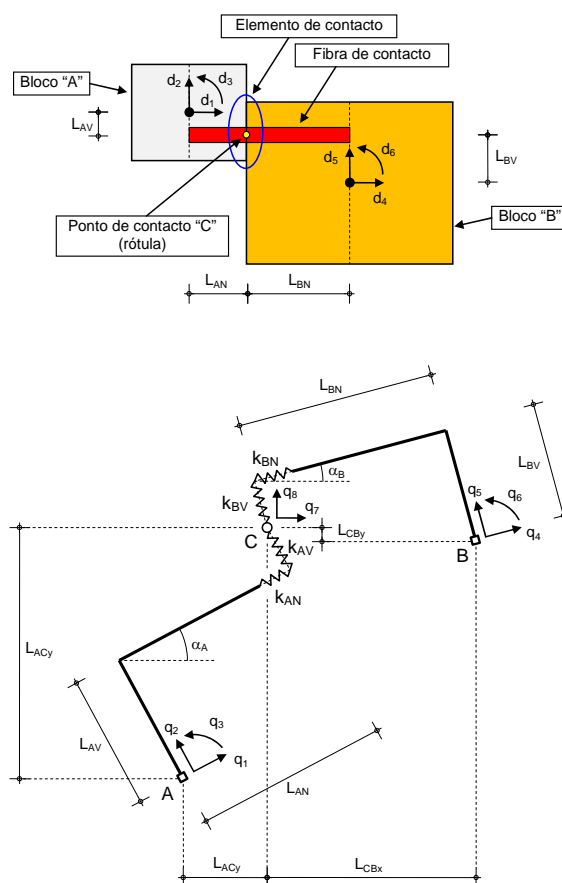 Elemento de contacto
Fibra de contacto
Bloco “A”
d2
d3
d1
LAV
d5
d6
LBV
d4
Ponto de contacto “C”
(rótula)
Bloco “B”
LAN
LBN
LBN
LBV
kBN
αB
q8
kBV
q7
q5
q6
q4
C
LCBy
B
kAV
kAN
LACy
αA
LAV
q2
q3
q1
A
LAN
LACy
LCBx